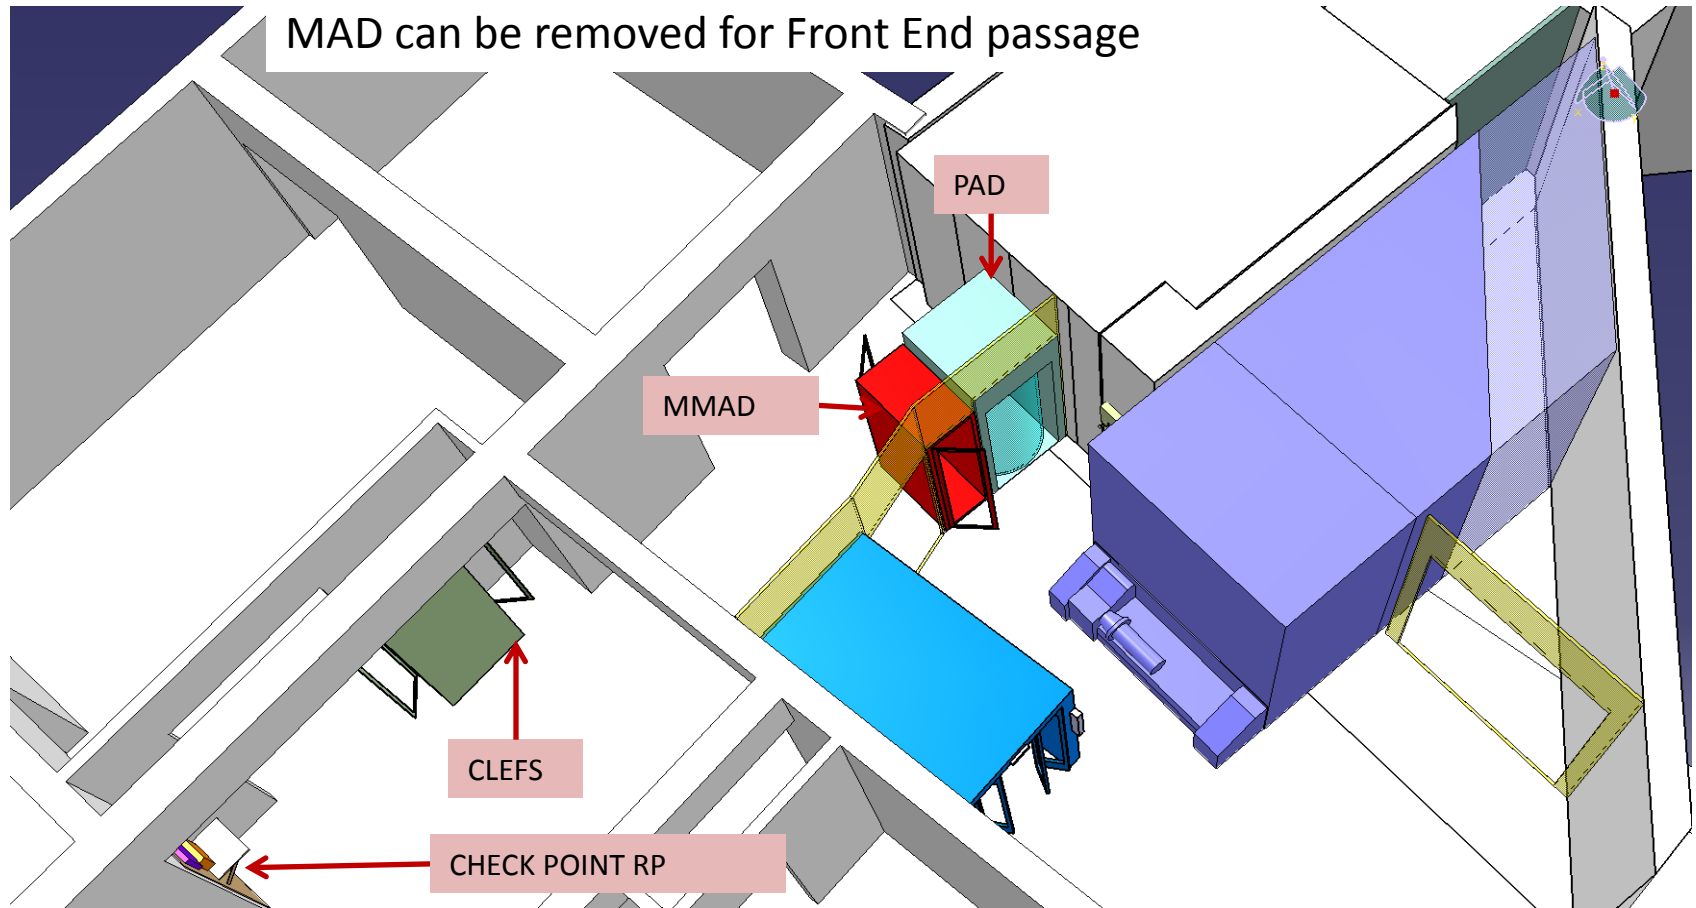 MAD can be removed for Front End passage
PAD
MMAD
CLEFS
CHECK POINT RP